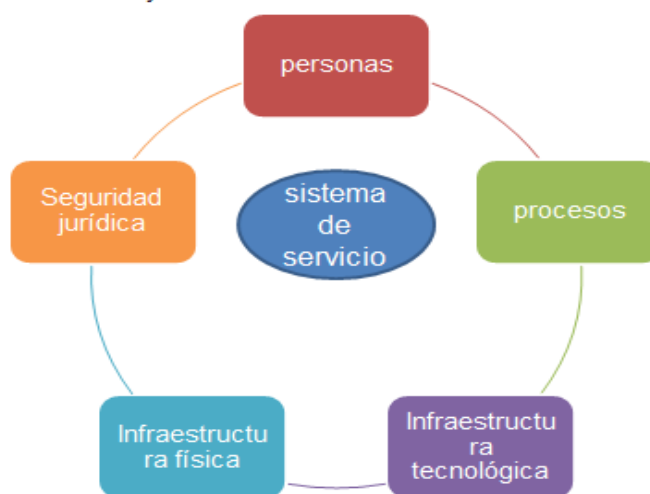 personas
Seguridad
jurídica
sistema
de
servicio
procesos
Infraestructu
ra física
Infraestructu
ra
tecnológica